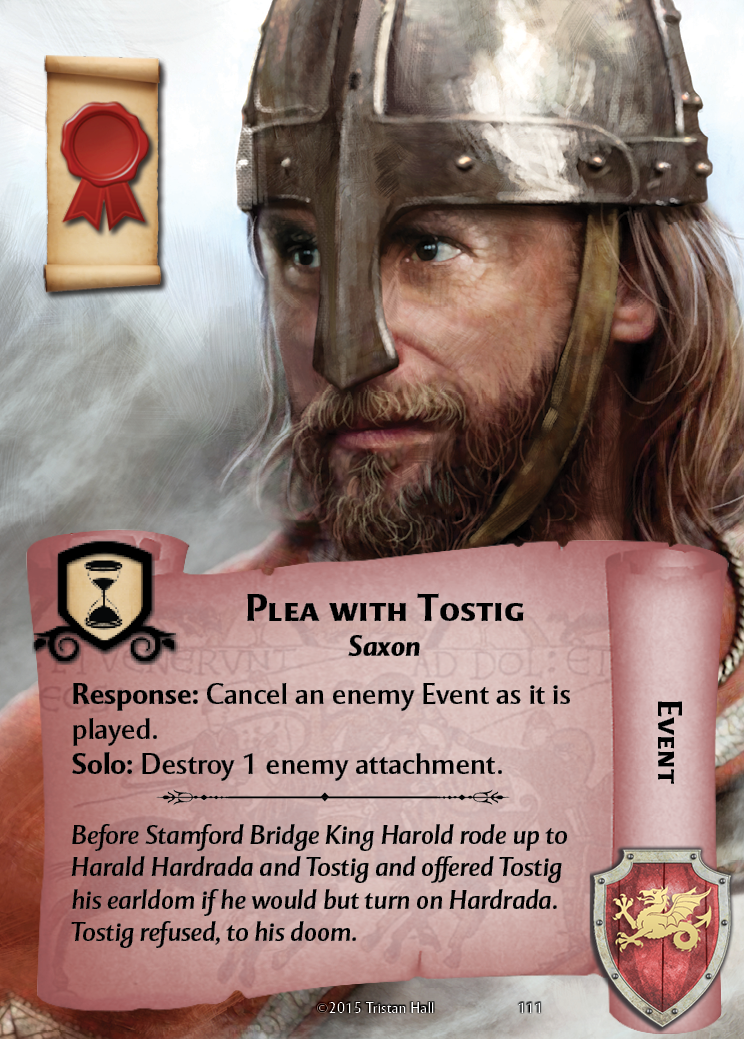 PLEA WITH TOSTIG
Saxon
Response: Cancel an enemy Event as it is
played.
Solo: Destroy 1 enemy attachment.
Before Stamford Bridge King Harold rode up to
Harald Hardrada and Tostig and offered Tostig
his earldom if he would but turn on Hardrada.
Tostig refused, to his doom.
EVENT
©2015 Tristan Hall
111